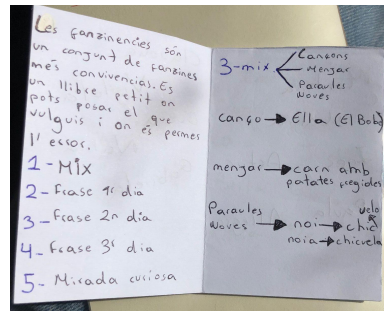 Les fanzinencies són
un conjunt de fanzines
més convivencias. Es
un llibre petit on
pots posar el que
vulguis i on és permes
l'error.
1- Mix
2- Frase 1r dia
3- Frase 2n dia
4- Frase 3r dia
5- Mirada curiosa
3-mix.
Cançons
Menjar
Paraules
Noves
canço → Ella (El Bob)
menjar → carn amb
patates fregides
Paraules
Noves → noi → chic
velo
noia → chicuela